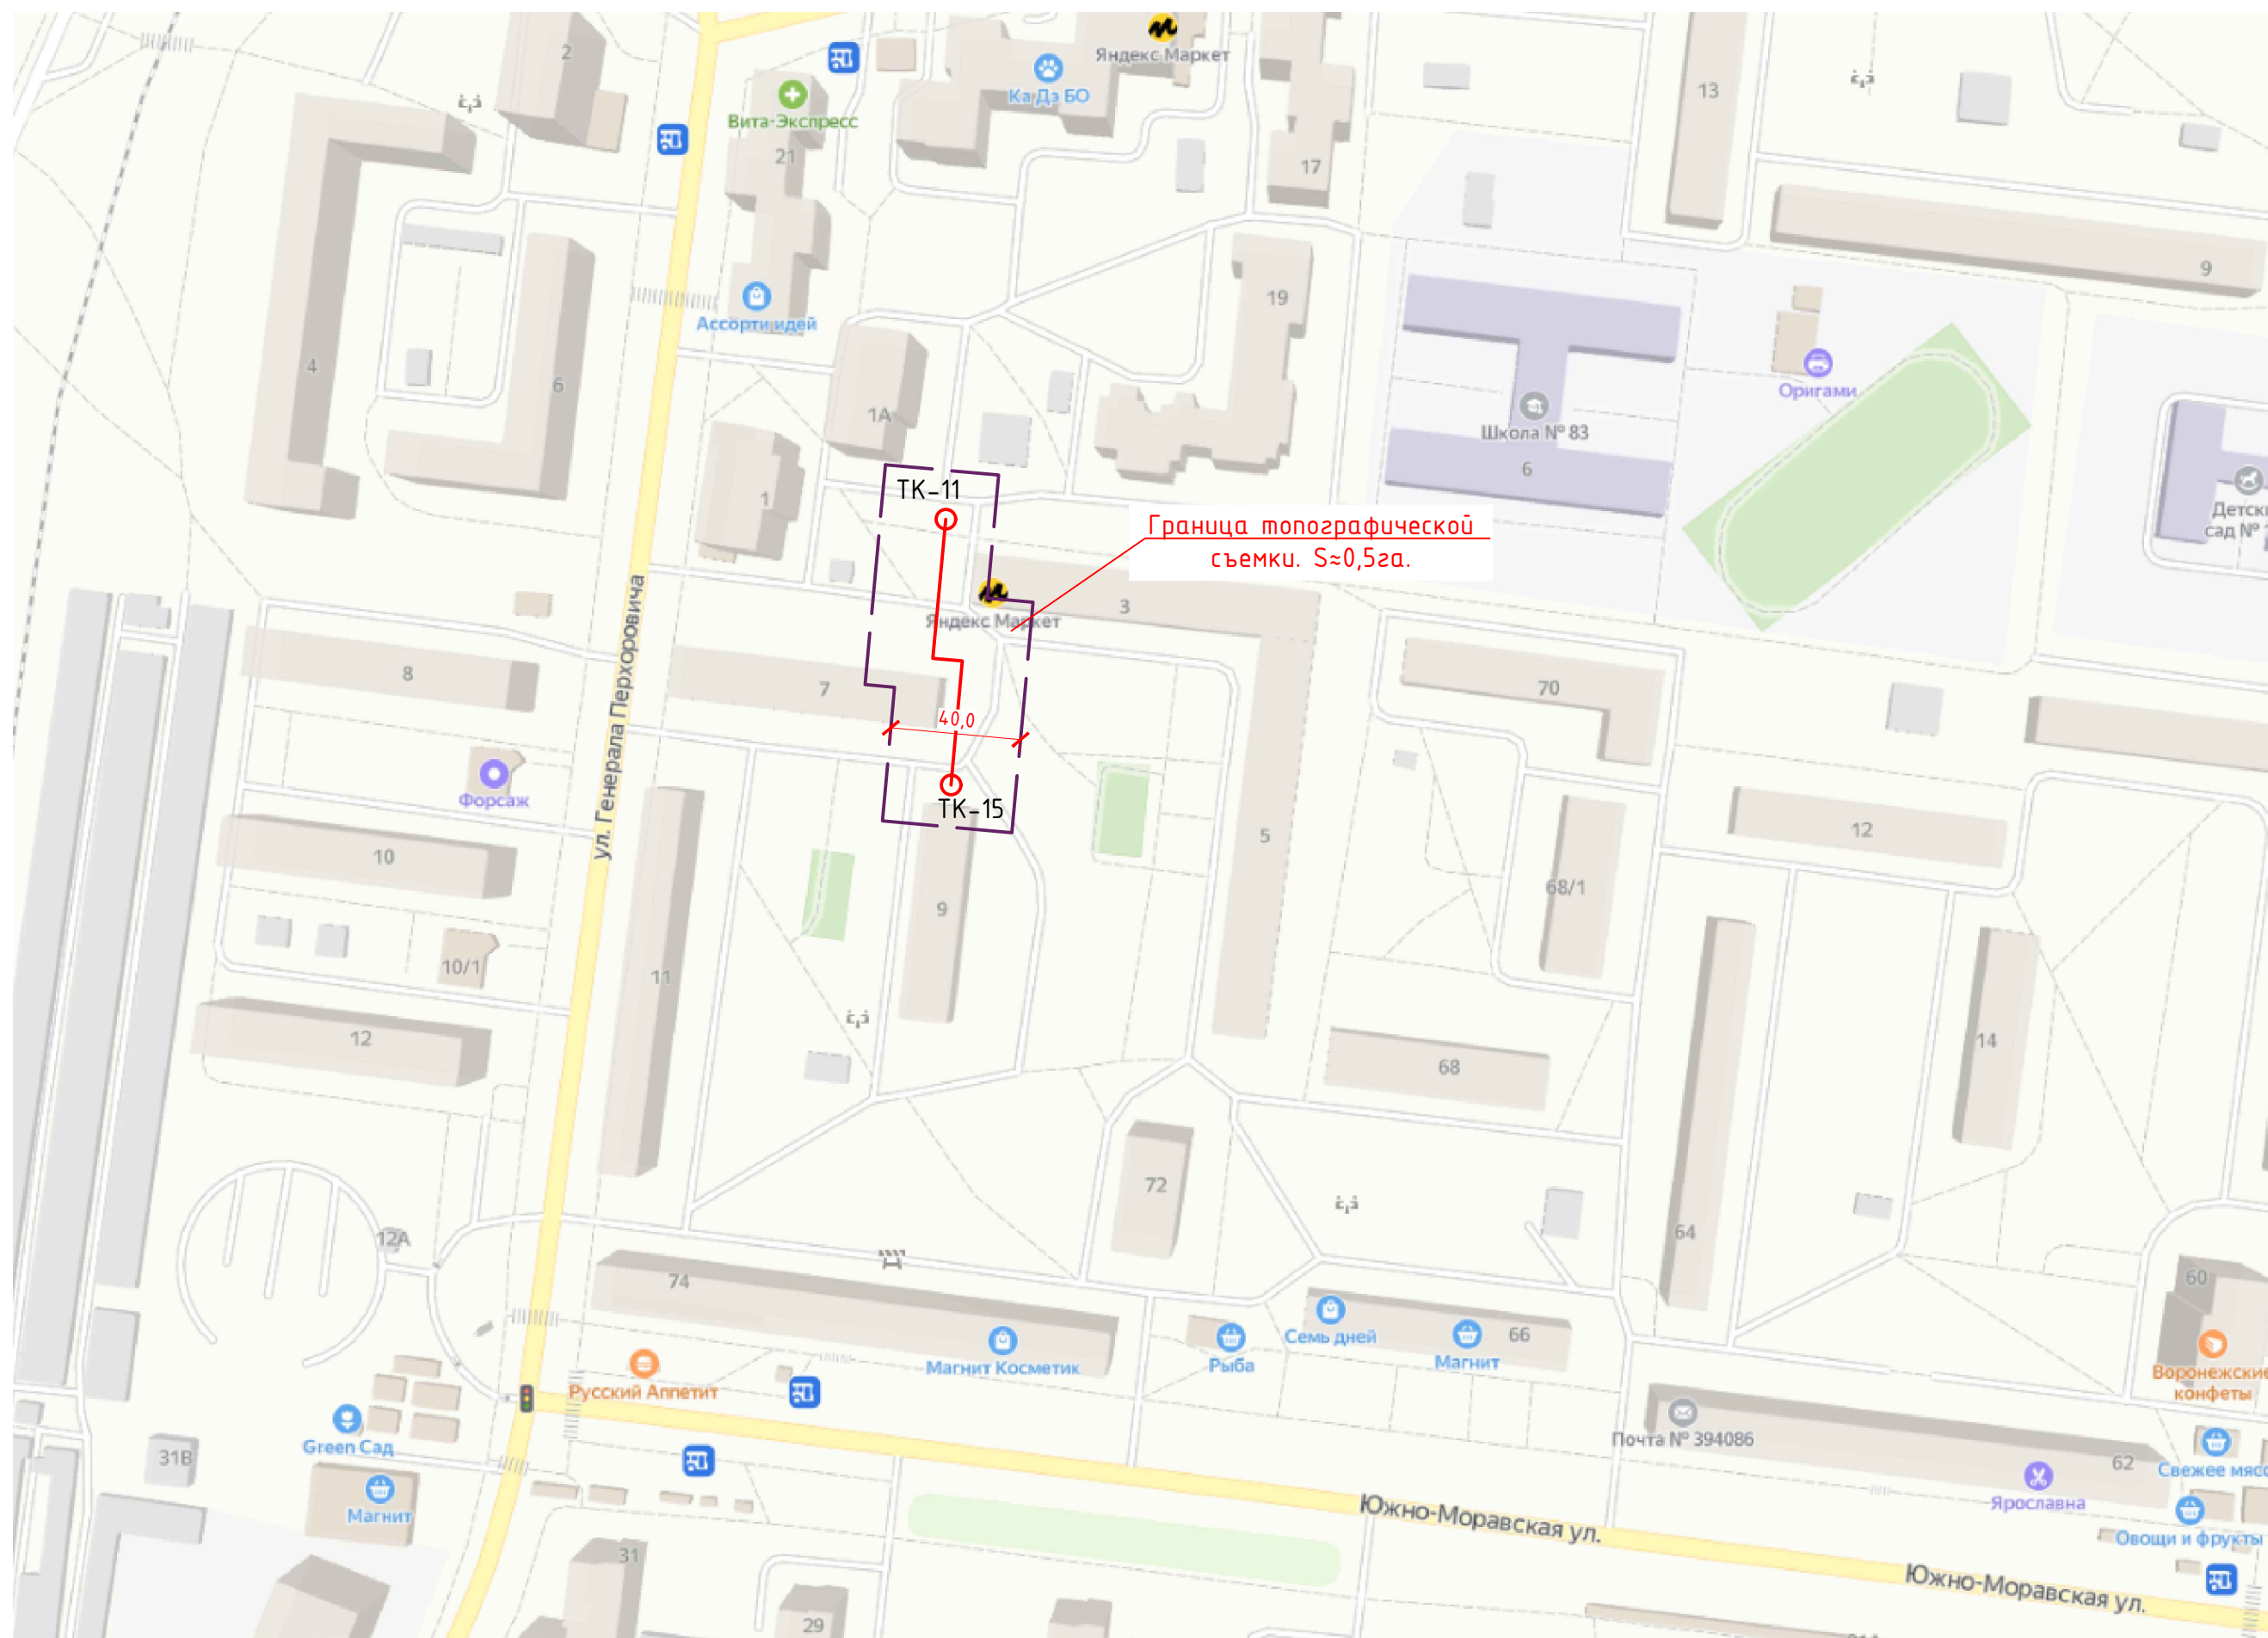 Яндекс Маркет
Ка Дэ БО
2
13
Вита-Экспресс
21
17
9
19
Ассорти идей
4
6
1А
Оригами
Школа № 83
6
1
ТК-11
Граница топографической
съемки. S≈0,5га.
Детски
сад №
3
Яндекс Маркет
ул. Генерала Перхоровича
8
7
70
40,0
Форсаж
ТК-15
10
5
12
68/1
9
10/1
11
12
14
68
72
12А
64
74
60
Семь дней
66
Магнит Косметик
Рыба
Магнит
Русский Аппетит
Воронежские
конфеты
Green Сад
Почта № 394086
31В
62
Свежее мясо
Магнит
Ярославна
Южно-Моравская ул.
Овощи и фрукты
31
Южно-Моравская ул.
29